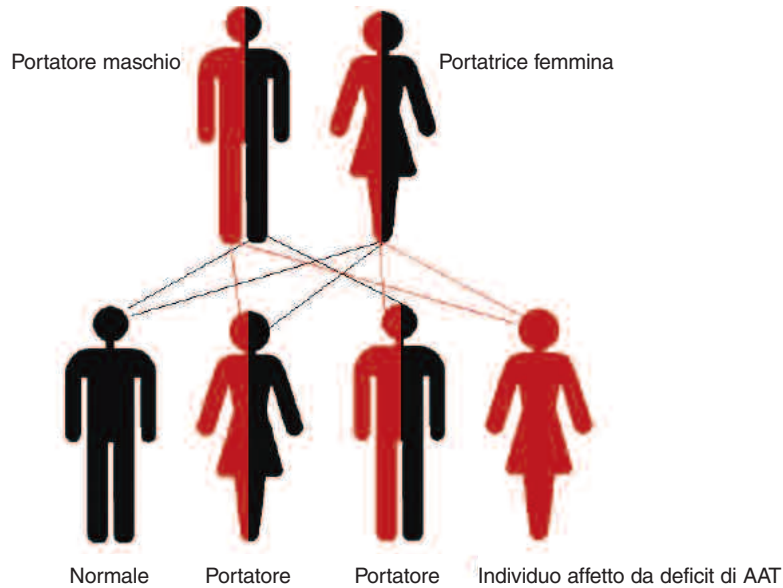 Portatore maschio
Portatrice femmina
Normale
Portatore
Portatore
Individuo affetto da deficit di AAT